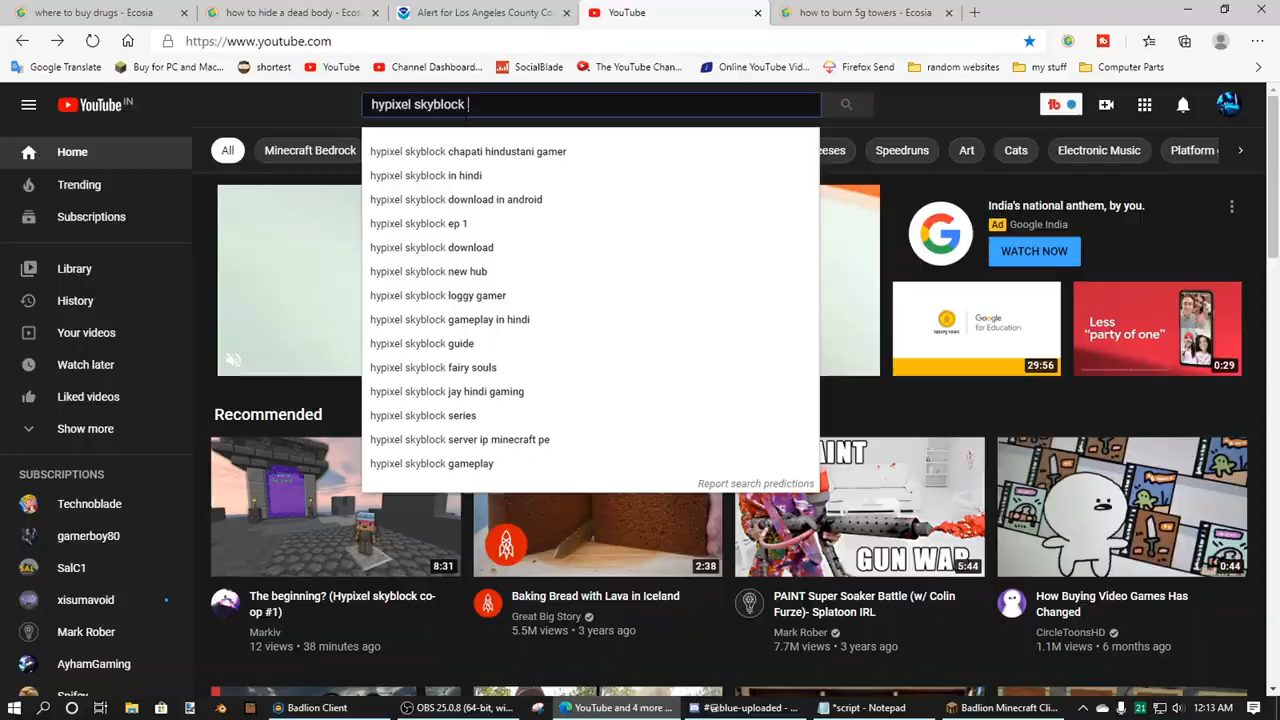 where to buy drugs - Ecosia
how to hide a dead body - Ecosi
Alert for Los Angeles County Co
YouTube
how to burn 5g towers - Ecosia
https://www.youtube.com
Google Translate
Buy for PC and Mac...
shortest
YouTube
Channel Dashboard...
SocialBlade
The YouTube Chan...
Online YouTube Vid...
Firefox Send
random websites
my stuff
Computer Parts
YouTube IN
hypixel skyblock
Home
Trending
Subscriptions
Library
History
Your videos
Watch later
Liked videos
Show more
SUBSCRIPTIONS
Technoblade
gamerboy80
SalC1
xisumavoid
Mark Rober
AyhamGaming
All
Minecraft Bedrock
Speedruns
Art
Cats
Electronic Music
Platform
hypixel skyblock chapati hindustani gamer
hypixel skyblock in hindi
hypixel skyblock download in android
hypixel skyblock ep 1
hypixel skyblock download
hypixel skyblock new hub
hypixel skyblock loggy gamer
hypixel skyblock gameplay in hindi
hypixel skyblock guide
hypixel skyblock fairy souls
hypixel skyblock jay hindi gaming
hypixel skyblock series
hypixel skyblock server ip minecraft pe
hypixel skyblock gameplay
Report search predictions
India's national anthem, by you.
Ad Google India
WATCH NOW
Google
for Education
29:56
Less
"party of one"
0:29
Recommended
8:31
The beginning? (Hypixel skyblock co-
op #1)
Markiv
12 views • 38 minutes ago
2:38
Baking Bread with Lava in Iceland
Great Big Story
5.5M views • 3 years ago
GUN WAR
5:44
PAINT Super Soaker Battle (w/ Colin
Furze)- Splatoon IRL
Mark Rober
7.7M views • 3 years ago
0:44
How Buying Video Games Has
Changed
CircleToonsHD
1.1M views • 6 months ago
Badlion Client
OBS 25.0.8 (64-bit, w...
YouTube and 4 more ...
#blue-uploaded - ...
*script - Notepad
Badlion Minecraft Cli...
21
12:13 AM